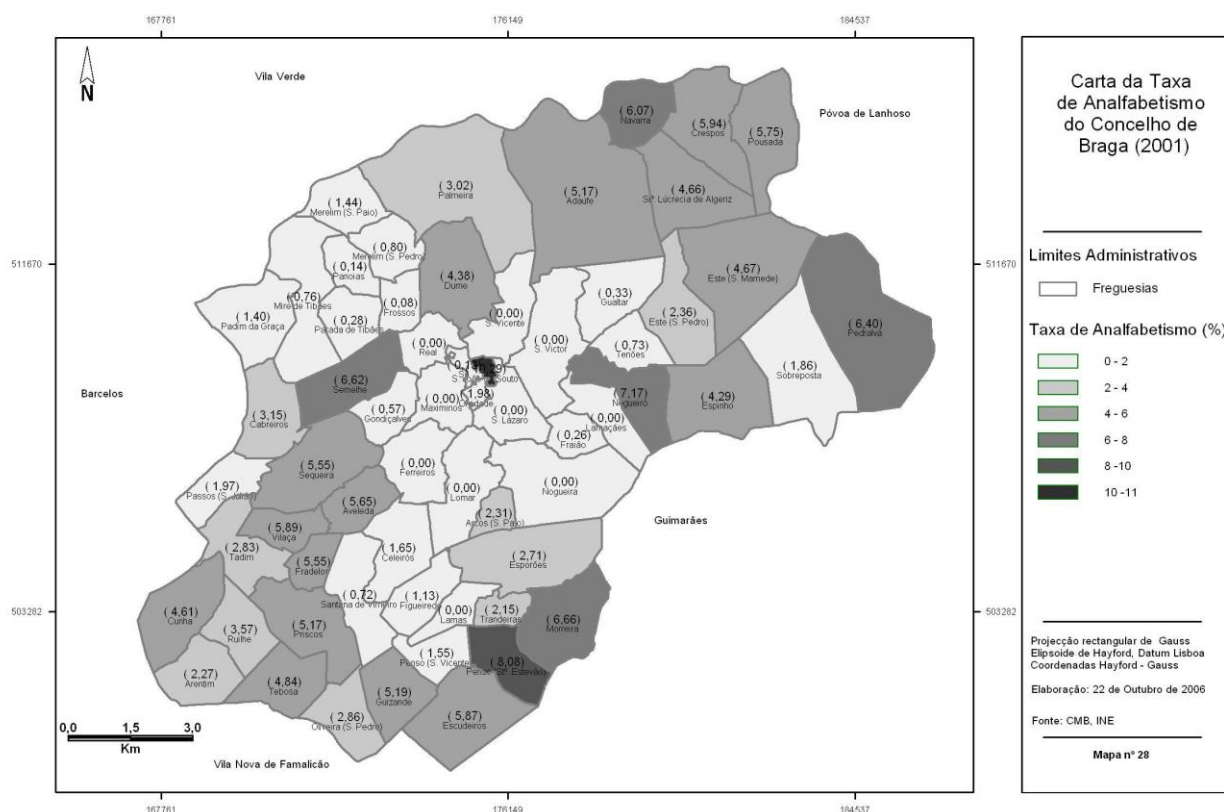 167761
176149
184537
N
Vila Verde
Póvoa de Lanhoso
( 6,07)
Navarra
( 5,94)
Crespos
( 5,75)
Pousada
( 3,02)
Palmeira
( 5,17)
Adaúfe
( 4,66)
Stª. Lúcrecia de Algeriz
( 1,44)
Merelim (S. Paio)
( 0,80)
Merelim (S. Pedro)
( 0,14)
Panoias
( 4,38)
Dume
( 4,67)
Este (S. Mamede)
511670
511670
( 0,76)
Mire de Tibães
( 0,08)
Frossos
( 0,33)
Gualtar
( 2,36)
Este (S. Pedro)
( 6,40)
Pedralva
( 1,40)
Padim da Graça
( 0,28)
Parada de Tibães
( 0,00)
S. Vicente
( 0,00)
Real
( 0,00)
S. Victor
( 0,73)
Tenões
( 1,86)
Sobreposta
Barcelos
( 6,62)
Semelhe
( 7,17)
Nogueiró
( 4,29)
Espinho
( 3,15)
Cabreiros
( 0,57)
Gondiçalves
( 0,00)
Maximinos
( 1,98)
( 0,00)
S. Lázaro
( 0,00)
Lamaçães
( 0,26)
Fraião
( 5,55)
Sequeira
( 0,00)
Ferreiros
( 0,00)
Lomar
( 0,00)
Nogueira
( 1,97)
Passos (S. Julião)
( 5,65)
Aveleda
( 2,31)
Arcos (S. Paio)
Guimarães
( 5,89)
Vilaça
( 2,83)
Tadim
( 5,55)
Fradelos
( 1,65)
Celeirós
( 2,71)
Esporões
( 0,72)
Santana de Vimieiro
( 1,13)
Figueiredo
( 0,00)
Lamas
( 2,15)
Trandeiras
( 6,66)
Morreira
503282
503282
( 4,61)
Cunha
( 3,57)
Ruilhe
( 5,17)
Priscos
( 1,55)
Penso (S. Vicente)
( 8,08)
Penso (Stº. Estevão)
( 2,27)
Arentim
( 4,84)
Tebosa
( 5,19)
Guizande
( 2,86)
Oliveira (S. Pedro)
( 5,87)
Escudeiros
0,0 1,5 3,0
Km
Vila Nova de Famalicão
167761
176149
184537
Carta da Taxa
de Analfabetismo
do Concelho de
Braga (2001)
Limites Administrativos
Freguesias
Taxa de Analfabetismo (%)
0 - 2
2 - 4
4 - 6
6 - 8
8 - 10
10 - 11
Projecção rectangular de Gauss
Elipsoide de Hayford, Datum Lisboa
Coordenadas Hayford - Gauss
Elaboração: 22 de Outubro de 2006
Fonte: CMB, INE
Mapa nº 28